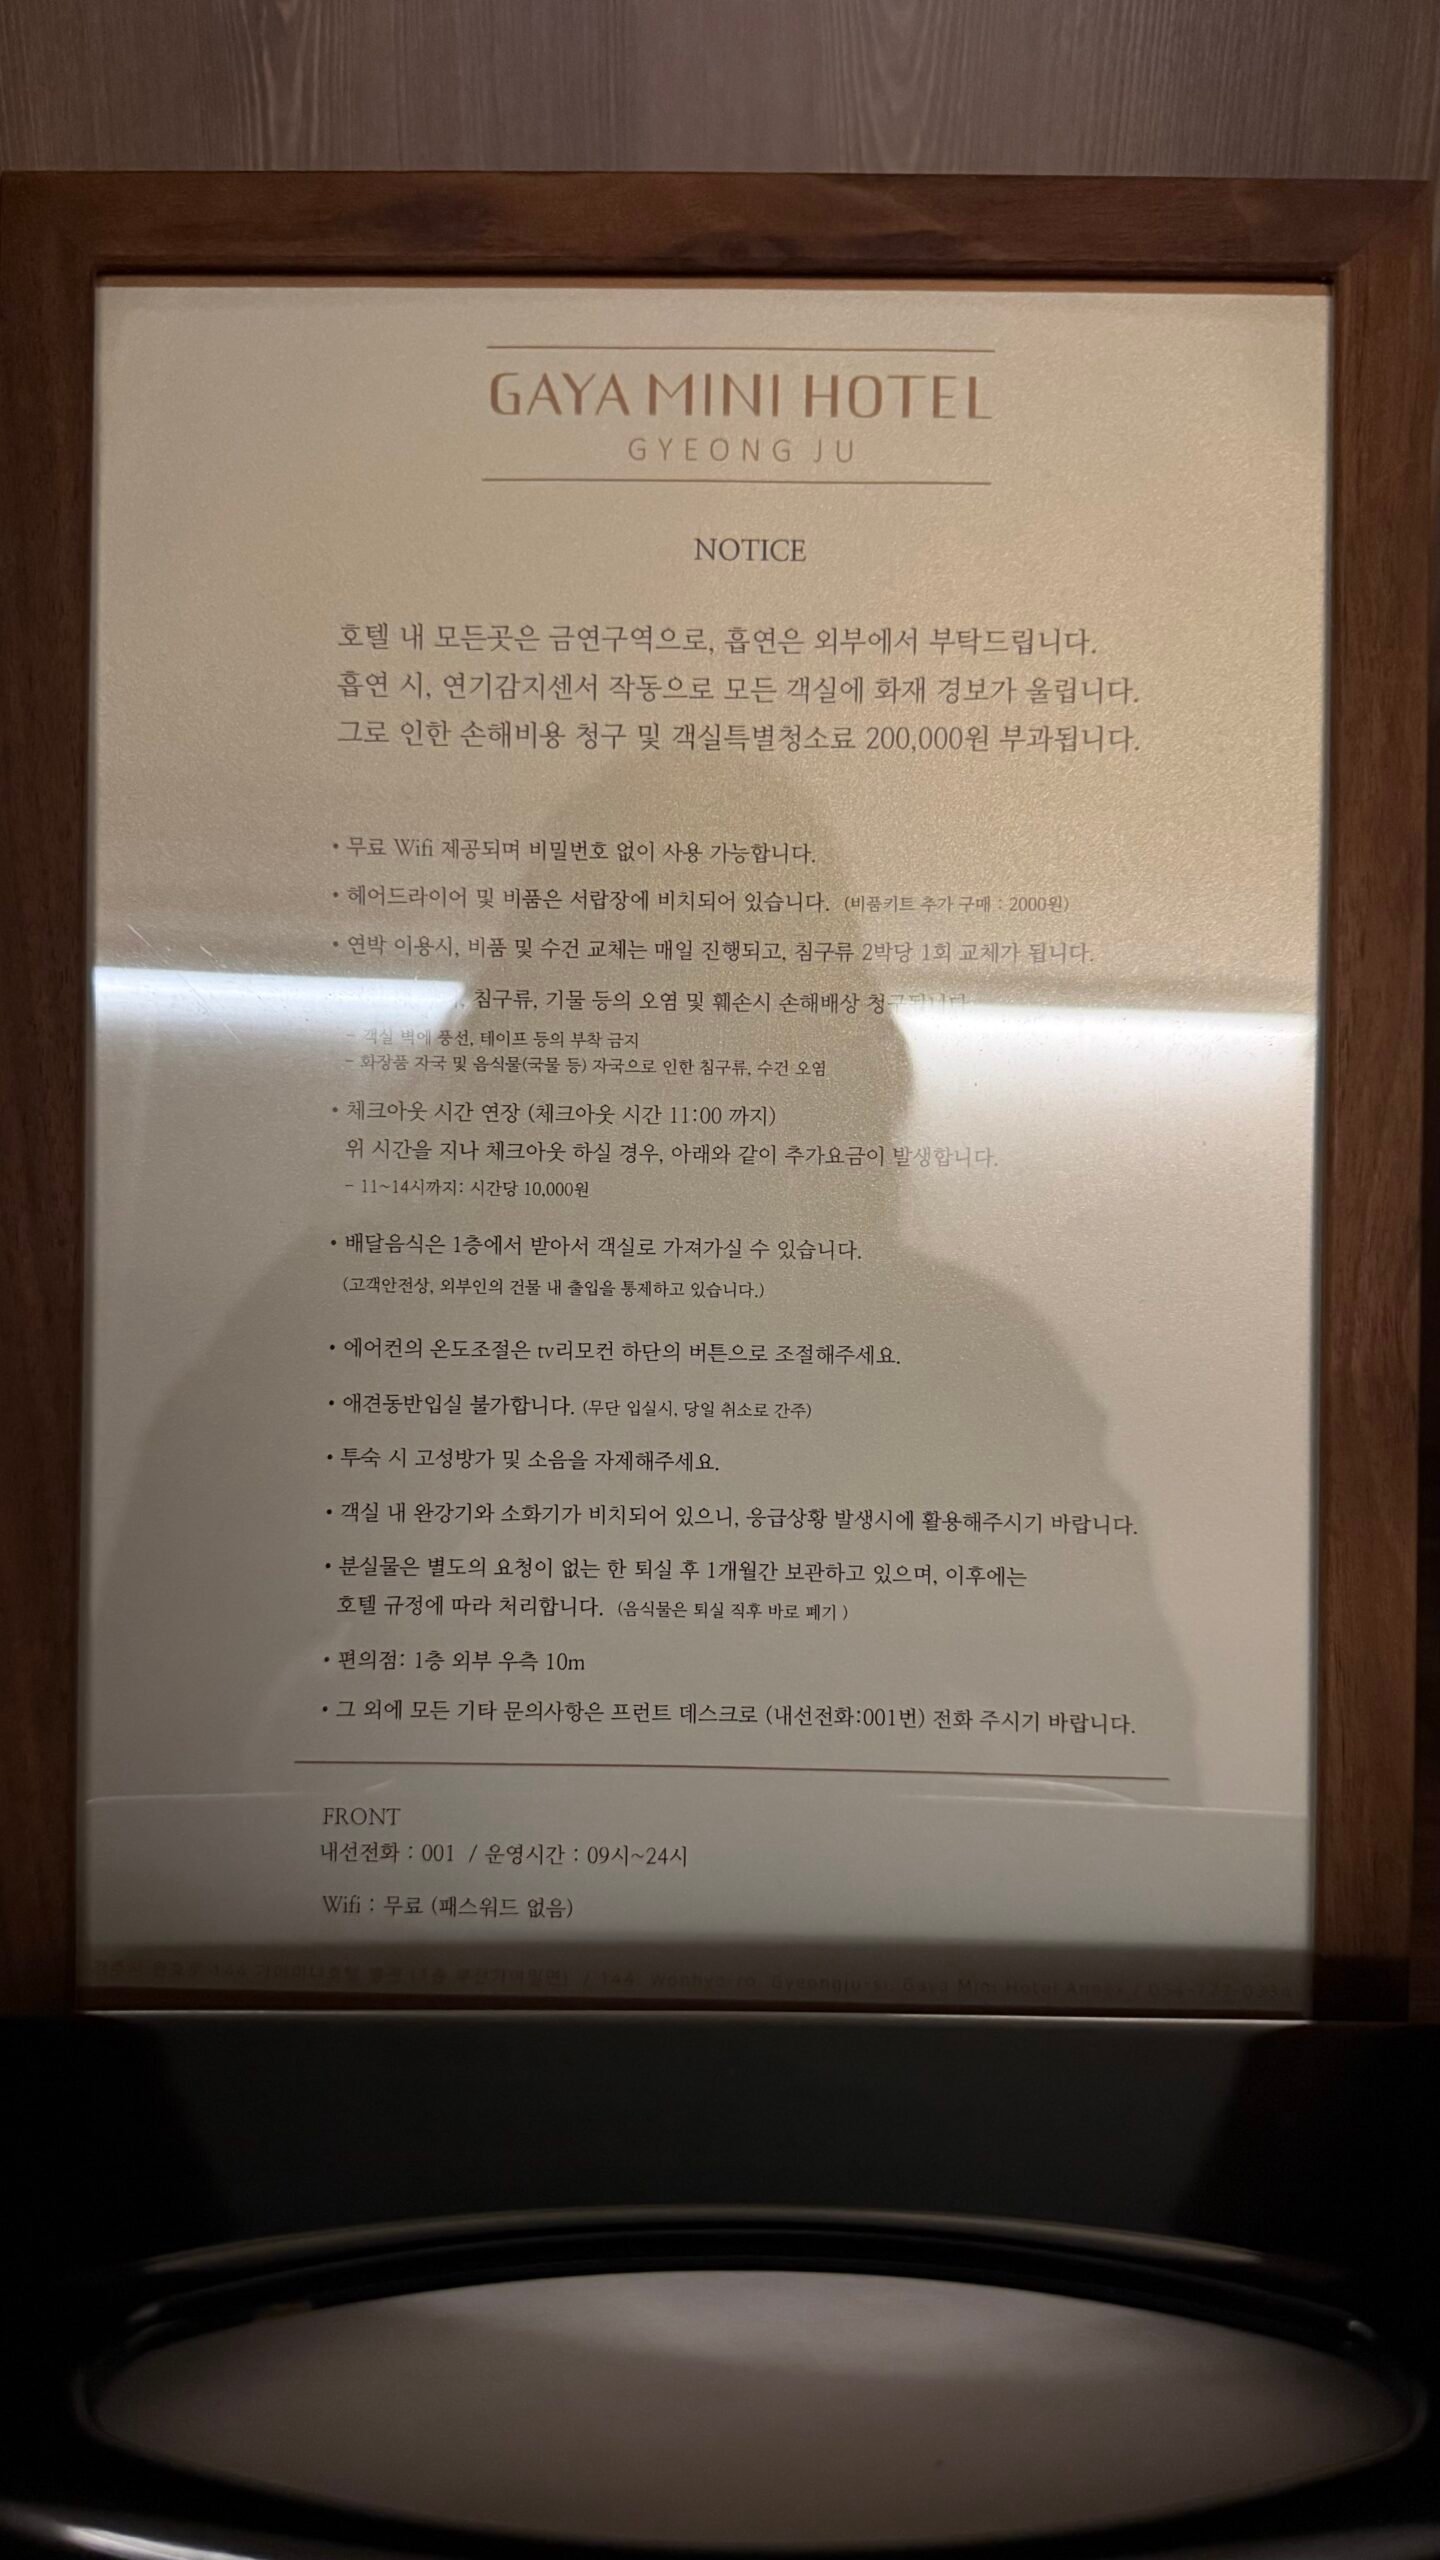 GAYA MINI HOTEL
GYEONG JU
NOTICE
호텔 내 모든곳은 금연구역으로, 흡연은 외부에서 부탁드립니다.
흡연 시, 연기감지센서 작동으로 모든 객실에 화재 경보가 울립니다.
그로 인한 손해비용 청구 및 객실특별청소료 200,000원 부과됩니다.
• 무료 Wifi 제공되며 비밀번호 없이 사용 가능합니다.
• 헤어드라이어 및 비품은 서랍장에 비치되어 있습니다. (비품키트 추가 구매 : 2000원)
• 연박 이용시, 비품 및 수건 교체는 매일 진행되고, 침구류 2박당 1회 교체가 됩니다.
침구류, 기물 등의 오염 및 훼손시 손해배상 청구됩니다.
- 객실 벽에 풍선, 테이프 등의 부착 금지
- 화장품 자국 및 음식물(국물 등) 자국으로 인한 침구류, 수건 오염
• 체크아웃 시간 연장 (체크아웃 시간 11:00 까지)
위 시간을 지나 체크아웃 하실 경우, 아래와 같이 추가요금이 발생합니다.
- 11~14시까지: 시간당 10,000원
• 배달음식은 1층에서 받아서 객실로 가져가실 수 있습니다.
(고객안전상, 외부인의 건물 내 출입을 통제하고 있습니다.)
• 에어컨의 온도조절은 tv리모컨 하단의 버튼으로 조절해주세요.
• 애견동반입실 불가합니다. (무단 입실시, 당일 취소로 간주)
• 투숙 시 고성방가 및 소음을 자제해주세요.
• 객실 내 완강기와 소화기가 비치되어 있으니, 응급상황 발생시에 활용해주시기 바랍니다.
• 분실물은 별도의 요청이 없는 한 퇴실 후 1개월간 보관하고 있으며, 이후에는
호텔 규정에 따라 처리합니다. (음식물은 퇴실 직후 바로 폐기 )
• 편의점: 1층 외부 우측 10m
• 그 외에 모든 기타 문의사항은 프런트 데스크로 (내선전화:001번) 전화 주시기 바랍니다.
FRONT
내선전화 : 001 / 운영시간 : 09시~24시
Wifi : 무료 (패스워드 없음)
144 / 144, Wonhyo-ro, Gyeongju-si Gaya Mini Hotel Annex